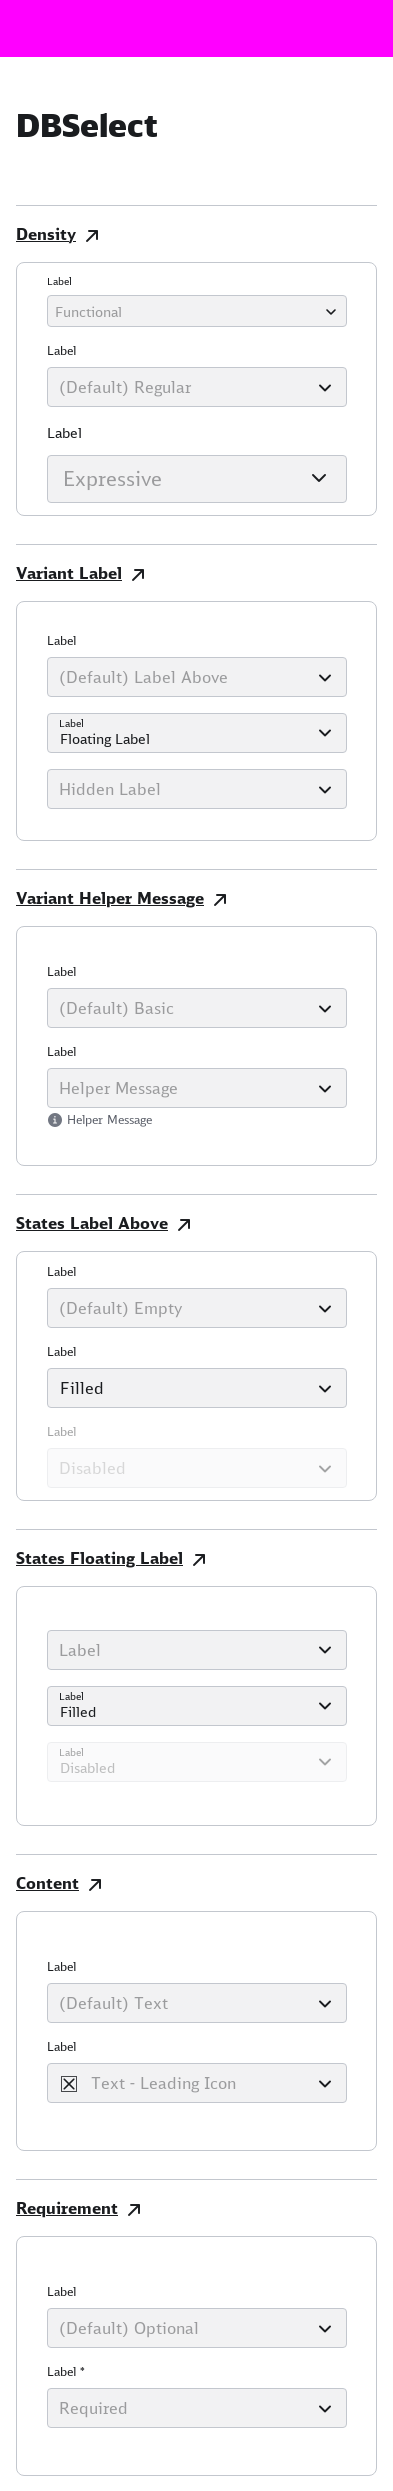 DBSelect
Density
Label
Functional
Label
(Default) Regular
Label
Expressive
Variant Label
Label
(Default) Label Above
Label
Floating Label
Hidden Label
Variant Helper Message
Label
(Default) Basic
Label
Helper Message
Helper Message
States Label Above
Label
(Default) Empty
Label
Filled
Label
Disabled
States Floating Label
Label
Label
Filled
Label
Disabled
Content
Label
(Default) Text
Label
Text - Leading Icon
Requirement
Label
(Default) Optional
Label *
Required